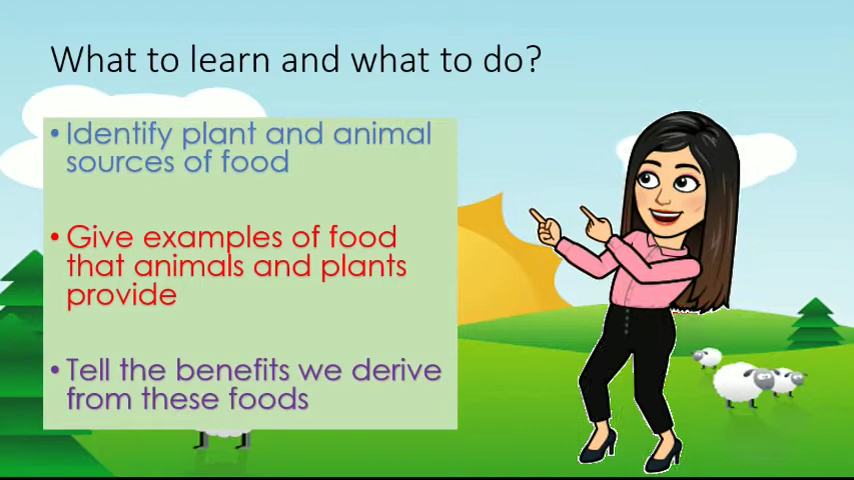 What to learn and what to do?
•Identify plant and animal
sources of food
•Give examples of food
that animals and plants
provide
•Tell the benefits we derive
from these foods